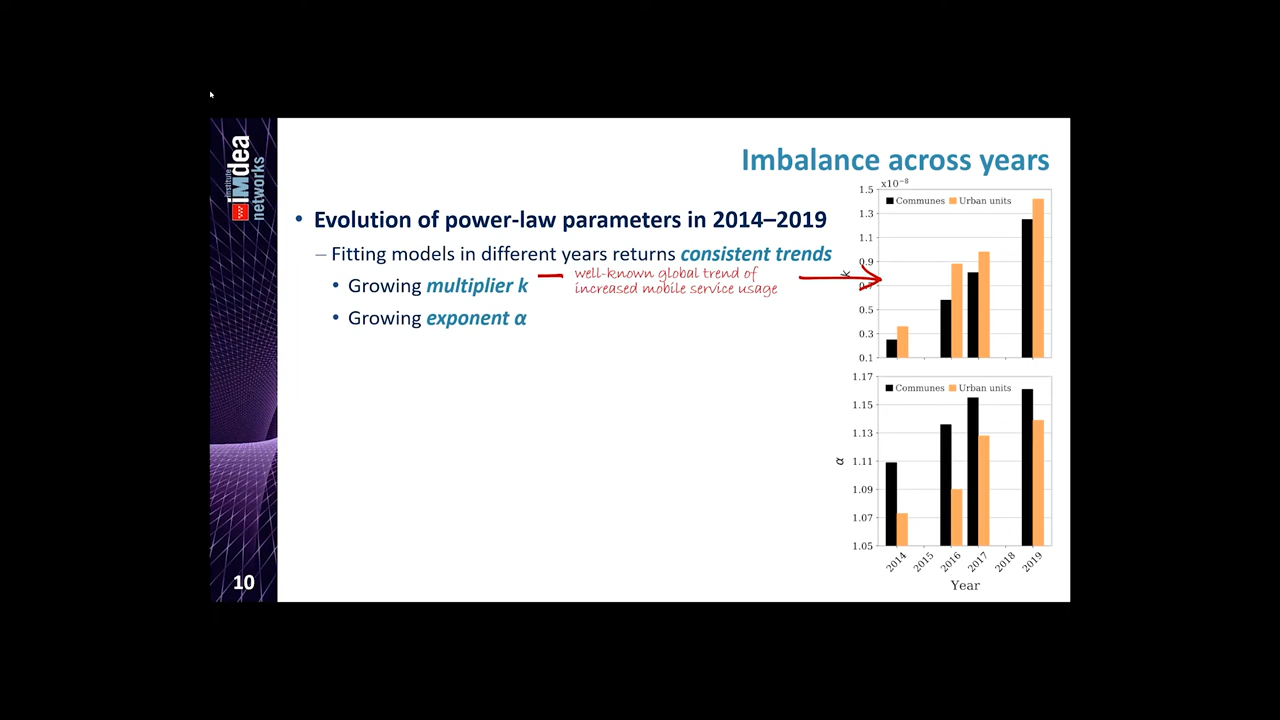 institute
iMdea
networks
Imbalance across years
• Evolution of power-law parameters in 2014–2019
– Fitting models in different years returns consistent trends
• Growing multiplier k
well-known global trend of
increased mobile service usage
• Growing exponent α
x10⁻⁸
1.5
1.3
1.1
0.9
0.7
0.5
0.3
0.1
k
Communes Urban units
1.17
1.15
1.13
1.11
1.09
1.07
1.05
α
Communes Urban units
2014 2015 2016 2017 2018 2019
Year
10